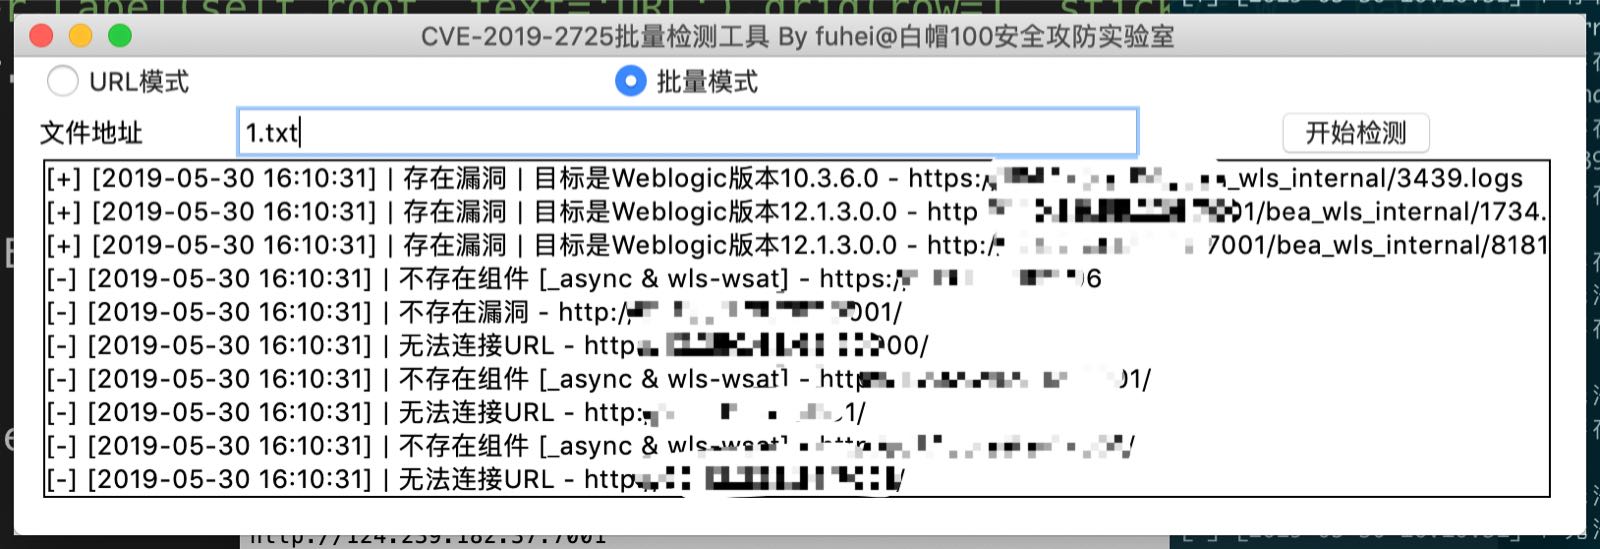 r Label(self.root, text='URL').grid(row=1, stick
CVE-2019-2725批量检测工具 By fuhei@白帽100安全攻防实验室
URL模式 批量模式
文件地址 1.txt 开始检测
[+] [2019-05-30 16:10:31] | 存在漏洞 | 目标是Weblogic版本10.3.6.0 - https:/ _wls_internal/3439.logs
[+] [2019-05-30 16:10:31] | 存在漏洞 | 目标是Weblogic版本12.1.3.0.0 - http 01/bea_wls_internal/1734.
[+] [2019-05-30 16:10:31] | 存在漏洞 | 目标是Weblogic版本12.1.3.0.0 - http:/ 7001/bea_wls_internal/8181
[-] [2019-05-30 16:10:31] | 不存在组件 [_async & wls-wsat] - https:/ 6
[-] [2019-05-30 16:10:31] | 不存在漏洞 - http:/ 001/
[-] [2019-05-30 16:10:31] | 无法连接URL - http 00/
[-] [2019-05-30 16:10:31] | 不存在组件 [_async & wls-wsat] - http 01/
[-] [2019-05-30 16:10:31] | 无法连接URL - http: 1/
[-] [2019-05-30 16:10:31] | 不存在组件 [_async & wls-wsat] - http /
[-] [2019-05-30 16:10:31] | 无法连接URL - http /
http://124.239.182.37:7001